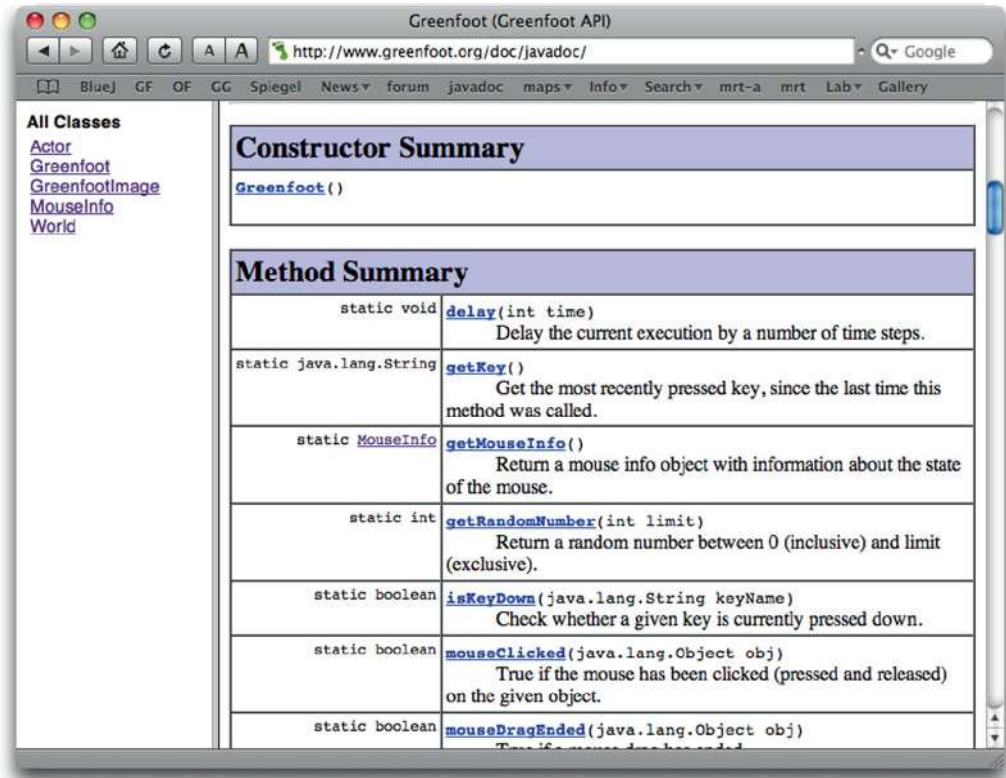 Greenfoot (Greenfoot API)
A A http://www.greenfoot.org/doc/javadoc/ Google
BlueJ GF OF GG Spiegel News forum javadoc maps Info Search mrt-a mrt Lab Gallery
All Classes
Actor
Greenfoot
GreenfootImage
MouseInfo
World
Constructor Summary
Greenfoot()
Method Summary
static void delay(int time)
Delay the current execution by a number of time steps.
static java.lang.String getKey()
Get the most recently pressed key, since the last time this
method was called.
static MouseInfo getMouseInfo()
Return a mouse info object with information about the state
of the mouse.
static int getRandomNumber(int limit)
Return a random number between 0 (inclusive) and limit
(exclusive).
static boolean isKeyDown(java.lang.String keyName)
Check whether a given key is currently pressed down.
static boolean mouseClicked(java.lang.Object obj)
True if the mouse has been clicked (pressed and released)
on the given object.
static boolean mouseDragEnded(java.lang.Object obj)
True if a mouse drag has ended